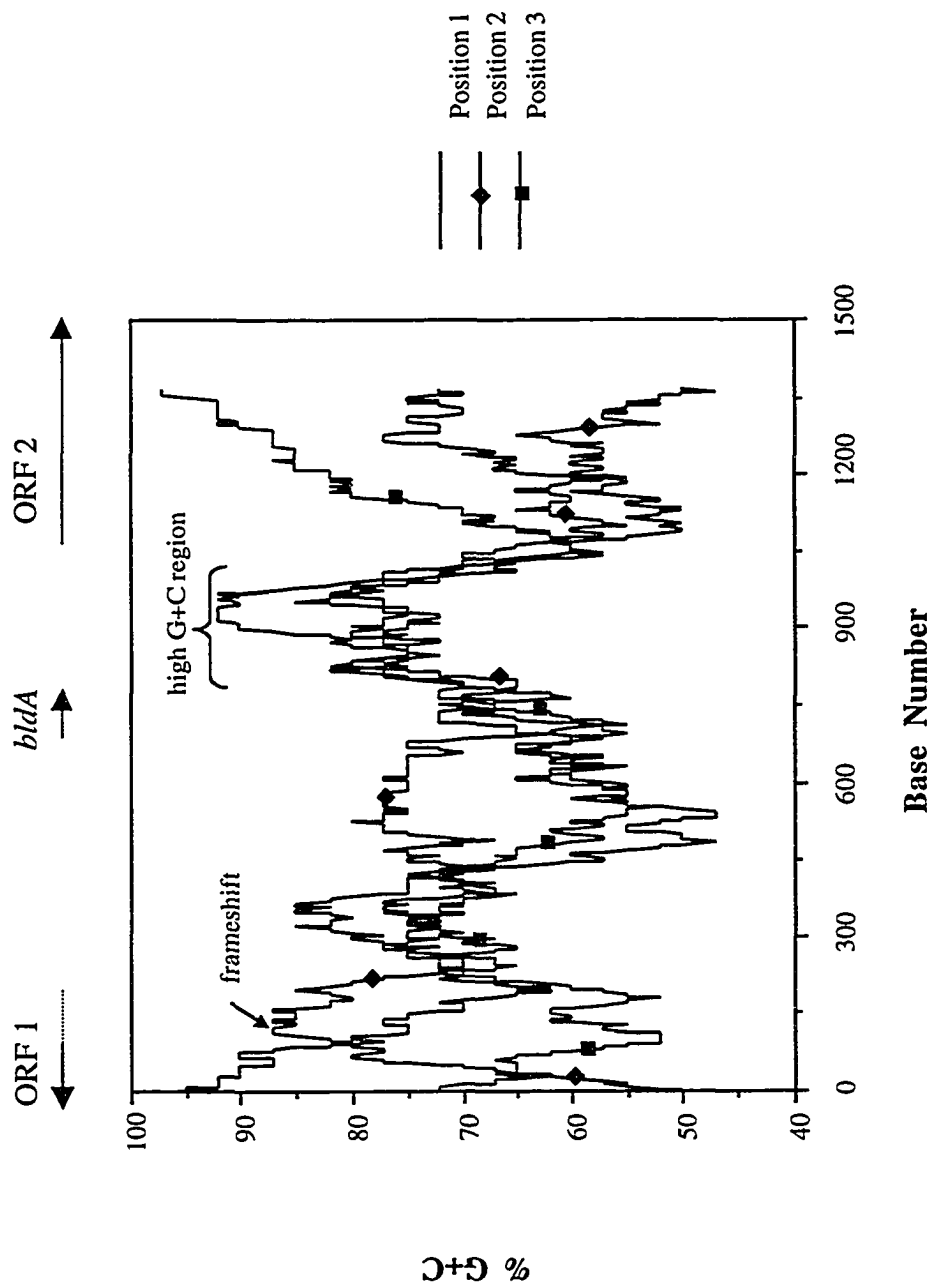 ORF 1
bldA
ORF 2
frameshift
high G+C region
% G+C
100
90
80
70
60
50
40
0
300
600
900
1200
1500
Base Number
Position 1
Position 2
Position 3